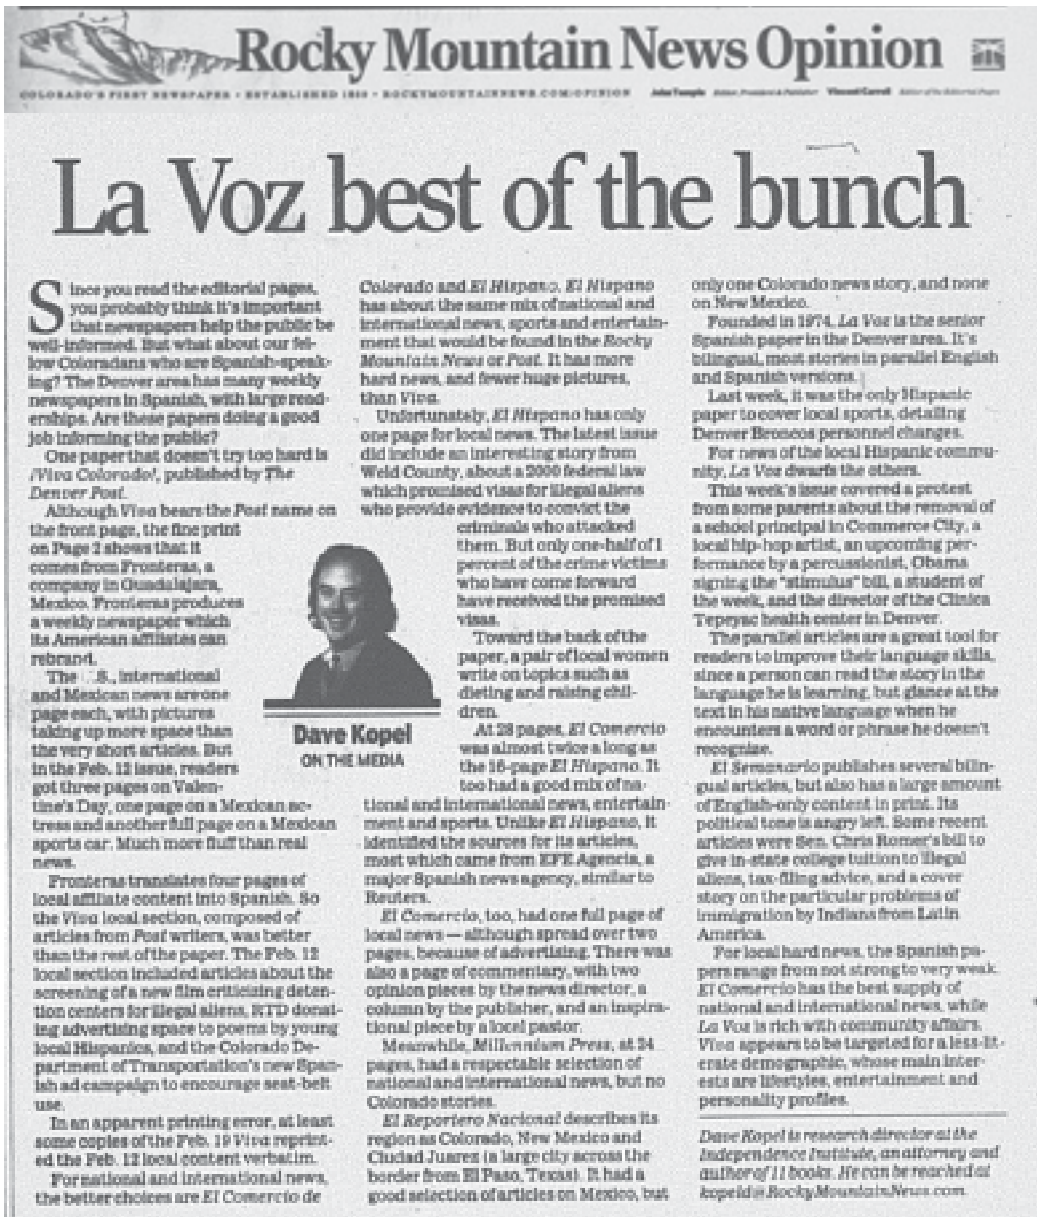 Rocky Mountain News Opinion
COLORADO'S FIRST NEWSPAPER • ESTABLISHED 1859 • ROCKYMOUNTAINNEWS.COM/OPINION John Temple Editor, President & Publisher Vincent Carroll Editor of the Editorial Pages
La Voz best of the bunch
Since you read the editorial pages,
you probably think it's important
that newspapers help the public be
well-informed. But what about our fel-
low Coloradans who are Spanish-speak-
ing? The Denver area has many weekly
newspapers in Spanish, with large read-
erships. Are these papers doing a good
job informing the public?
One paper that doesn't try too hard is
¡Viva Colorado!, published by The
Denver Post.
Although Viva bears the Post name on
the front page, the fine print
on Page 2 shows that it
comes from Fronteras, a
company in Guadalajara,
Mexico. Fronteras produces
a weekly newspaper which
its American affiliates can
rebrand.
The U.S., international
and Mexican news are one
page each, with pictures
taking up more space than
the very short articles. But
in the Feb. 12 issue, readers
got three pages on Valen-
tine's Day, one page on a Mexican ac-
tress and another full page on a Mexican
sports car. Much more fluff than real
news.
Fronteras translates four pages of
local affiliate content into Spanish. So
the Viva local section, composed of
articles from Post writers, was better
than the rest of the paper. The Feb. 12
local section included articles about the
screening of a new film criticizing deten-
tion centers for illegal aliens, RTD donat-
ing advertising space to poems by young
local Hispanics, and the Colorado De-
partment of Transportation's new Span-
ish ad campaign to encourage seat-belt
use.
In an apparent printing error, at least
some copies of the Feb. 19 Viva reprint-
ed the Feb. 12 local content verbatim.
For national and international news,
the better choices are El Comercio de
Colorado and El Hispano. El Hispano
has about the same mix of national and
international news, sports and entertain-
ment that would be found in the Rocky
Mountain News or Post. It has more
hard news, and fewer huge pictures,
than Viva.
Unfortunately, El Hispano has only
one page for local news. The latest issue
did include an interesting story from
Weld County, about a 2000 federal law
which promised visas for illegal aliens
who provide evidence to convict the
criminals who attacked
them. But only one-half of 1
percent of the crime victims
who have come forward
have received the promised
visas.
Toward the back of the
paper, a pair of local women
write on topics such as
dieting and raising chil-
dren.
At 28 pages, El Comercio
was almost twice a long as
the 16-page El Hispano. It
too had a good mix of na-
tional and international news, entertain-
ment and sports. Unlike El Hispano, it
identified the sources for its articles,
most which came from EFE Agencia, a
major Spanish news agency, similar to
Reuters.
El Comercio, too, had one full page of
local news — although spread over two
pages, because of advertising. There was
also a page of commentary, with two
opinion pieces by the news director, a
column by the publisher, and an inspira-
tional piece by a local pastor.
Meanwhile, Millennium Press, at 24
pages, had a respectable selection of
national and international news, but no
Colorado stories.
El Reportero Nacional describes its
region as Colorado, New Mexico and
Ciudad Juarez (a large city across the
border from El Paso, Texas). It had a
good selection of articles on Mexico, but
Dave Kopel
ON THE MEDIA
only one Colorado news story, and none
on New Mexico.
Founded in 1974, La Voz is the senior
Spanish paper in the Denver area. It's
bilingual, most stories in parallel English
and Spanish versions.
Last week, it was the only Hispanic
paper to cover local sports, detailing
Denver Broncos personnel changes.
For news of the local Hispanic commu-
nity, La Voz dwarfs the others.
This week's issue covered a protest
from some parents about the removal of
a school principal in Commerce City, a
local hip-hop artist, an upcoming per-
formance by a percussionist, Obama
signing the "stimulus" bill, a student of
the week, and the director of the Clinica
Tepeyac health center in Denver.
The parallel articles are a great tool for
readers to improve their language skills,
since a person can read the story in the
language he is learning, but glance at the
text in his native language when he
encounters a word or phrase he doesn't
recognize.
El Semanario publishes several bilin-
gual articles, but also has a large amount
of English-only content in print. Its
political tone is angry left. Some recent
articles were Sen. Chris Romer's bill to
give in-state college tuition to illegal
aliens, tax-filing advice, and a cover
story on the particular problems of
immigration by Indians from Latin
America.
For local hard news, the Spanish pa-
pers range from not strong to very weak.
El Comercio has the best supply of
national and international news, while
La Voz is rich with community affairs.
Viva appears to be targeted for a less-lit-
erate demographic, whose main inter-
ests are lifestyles, entertainment and
personality profiles.
Dave Kopel is research director at the
Independence Institute, an attorney and
author of 11 books. He can be reached at
kopeld@RockyMountainNews.com.